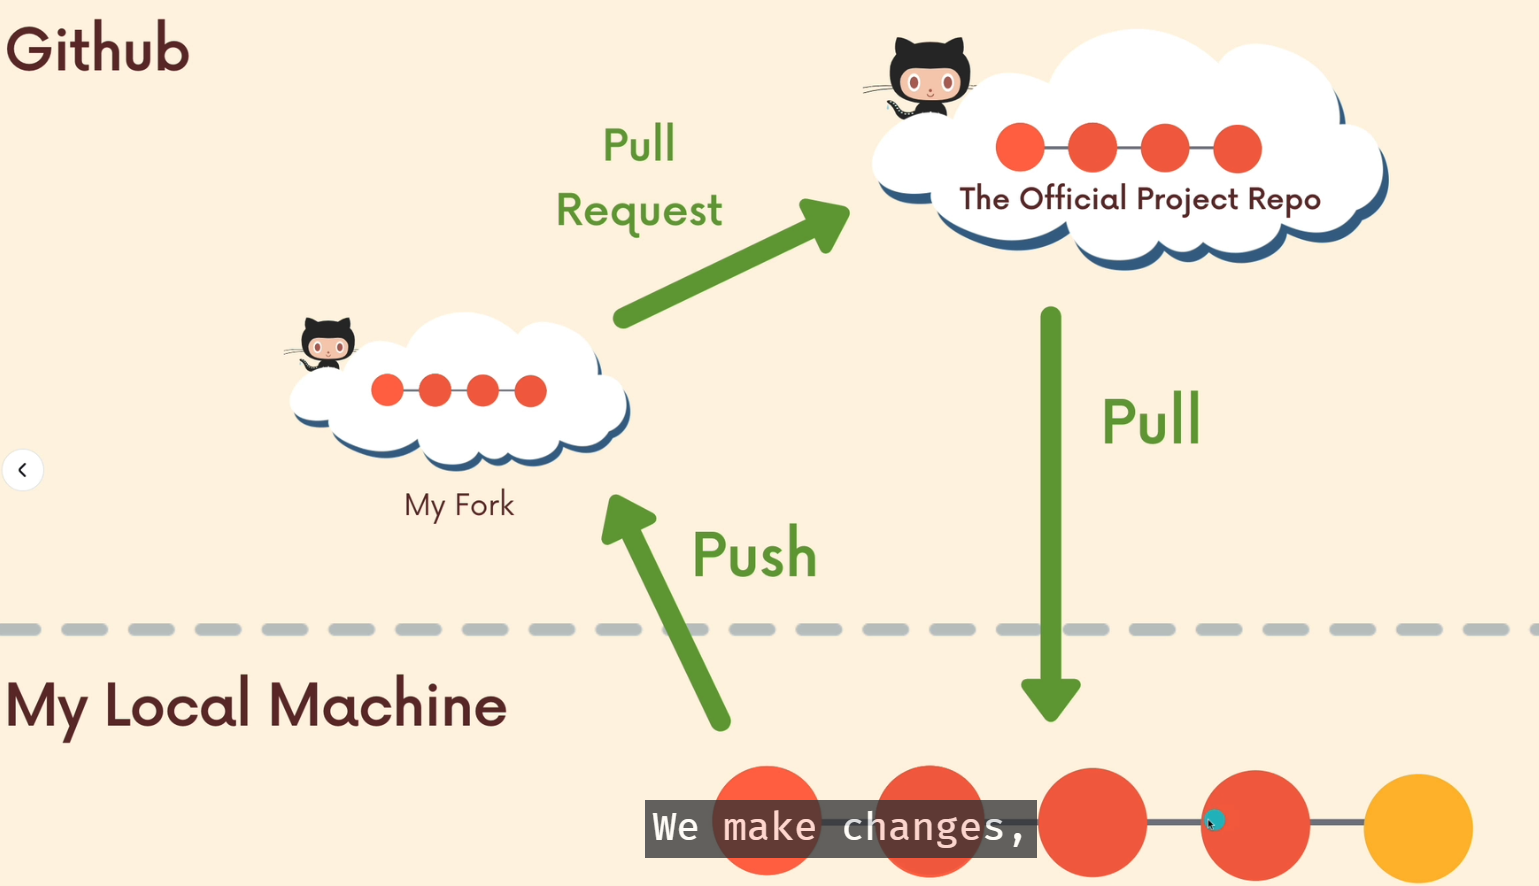 Github
Pull
Request
The Official Project Repo
Pull
My Fork
Push
My Local Machine
We make changes,